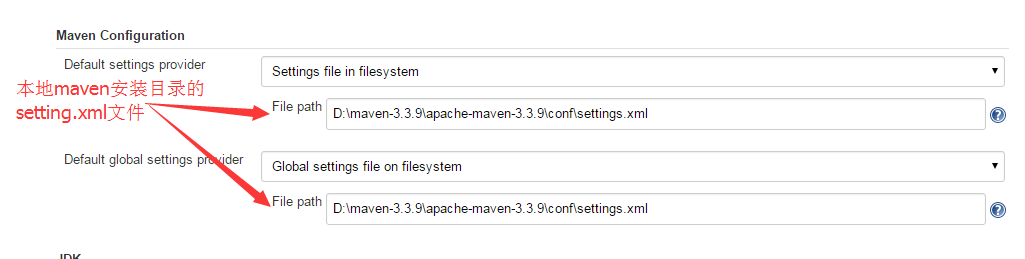 Maven Configuration
Default settings provider
Settings file in filesystem
本地maven安装目录的
setting.xml文件
File path
D:\maven-3.3.9\apache-maven-3.3.9\conf\settings.xml
Default global settings provider
Global settings file on filesystem
File path
D:\maven-3.3.9\apache-maven-3.3.9\conf\settings.xml
JDK